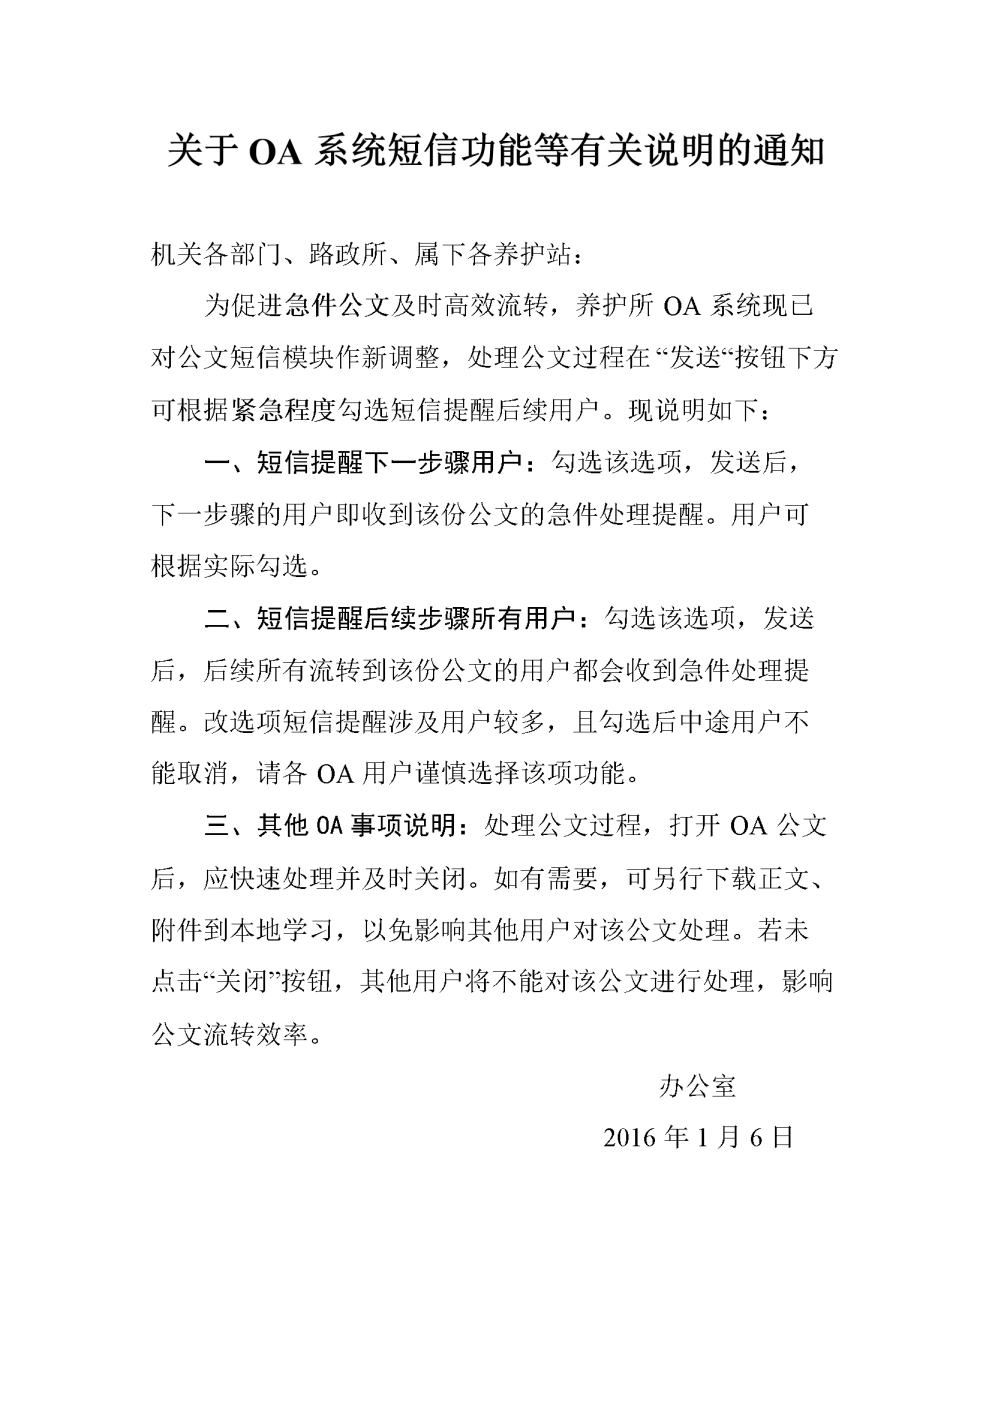 关于 OA 系统短信功能等有关说明的通知
机关各部门、路政所、属下各养护站：
为促进急件公文及时高效流转，养护所 OA 系统现已
对公文短信模块作新调整，处理公文过程在 “发送“按钮下方
可根据紧急程度勾选短信提醒后续用户。现说明如下：
一、短信提醒下一步骤用户：勾选该选项，发送后，
下一步骤的用户即收到该份公文的急件处理提醒。用户可
根据实际勾选。
二、短信提醒后续步骤所有用户：勾选该选项，发送
后，后续所有流转到该份公文的用户都会收到急件处理提
醒。改选项短信提醒涉及用户较多，且勾选后中途用户不
能取消，请各 OA 用户谨慎选择该项功能。
三、其他 OA 事项说明：处理公文过程，打开 OA 公文
后，应快速处理并及时关闭。如有需要，可另行下载正文、
附件到本地学习，以免影响其他用户对该公文处理。若未
点击“关闭”按钮，其他用户将不能对该公文进行处理，影响
公文流转效率。
办公室
2016 年 1 月 6 日